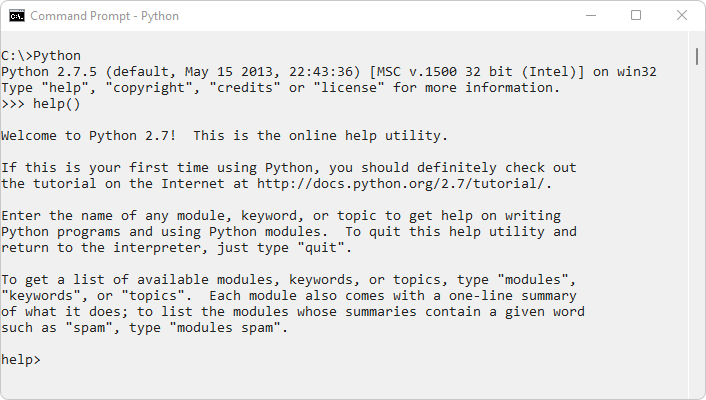 Command Prompt - Python
C:\>Python
Python 2.7.5 (default, May 15 2013, 22:43:36) [MSC v.1500 32 bit (Intel)] on win32
Type "help", "copyright", "credits" or "license" for more information.
>>> help()
Welcome to Python 2.7!  This is the online help utility.
If this is your first time using Python, you should definitely check out
the tutorial on the Internet at http://docs.python.org/2.7/tutorial/.
Enter the name of any module, keyword, or topic to get help on writing
Python programs and using Python modules.  To quit this help utility and
return to the interpreter, just type "quit".
To get a list of available modules, keywords, or topics, type "modules",
"keywords", or "topics".  Each module also comes with a one-line summary
of what it does; to list the modules whose summaries contain a given word
such as "spam", type "modules spam".
help>